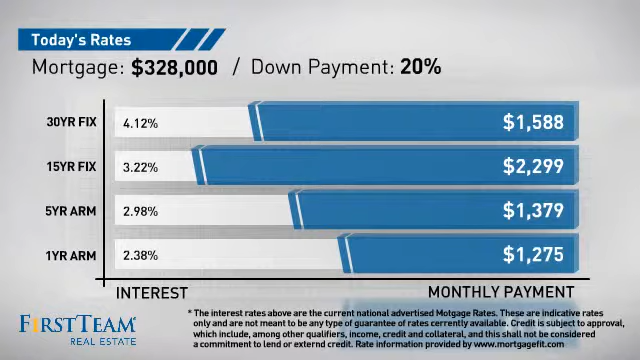 Today's Rates
Mortgage: $328,000 / Down Payment: 20%
30YR FIX 4.12% $1,588
15YR FIX 3.22% $2,299
5YR ARM 2.98% $1,379
1YR ARM 2.38% $1,275
INTEREST MONTHLY PAYMENT
FIRSTTEAM®
REAL ESTATE
* The interest rates above are the current national advertised Motgage Rates. These are indicative rates
only and are not meant to be any type of guarantee of rates cerrently available. Credit is subject to approval,
which include, among other qualifiers, income, credit and collateral, and this shall not be considered
a commitment to lend or externd credit. Rate information provided by www.mortgagefit.com